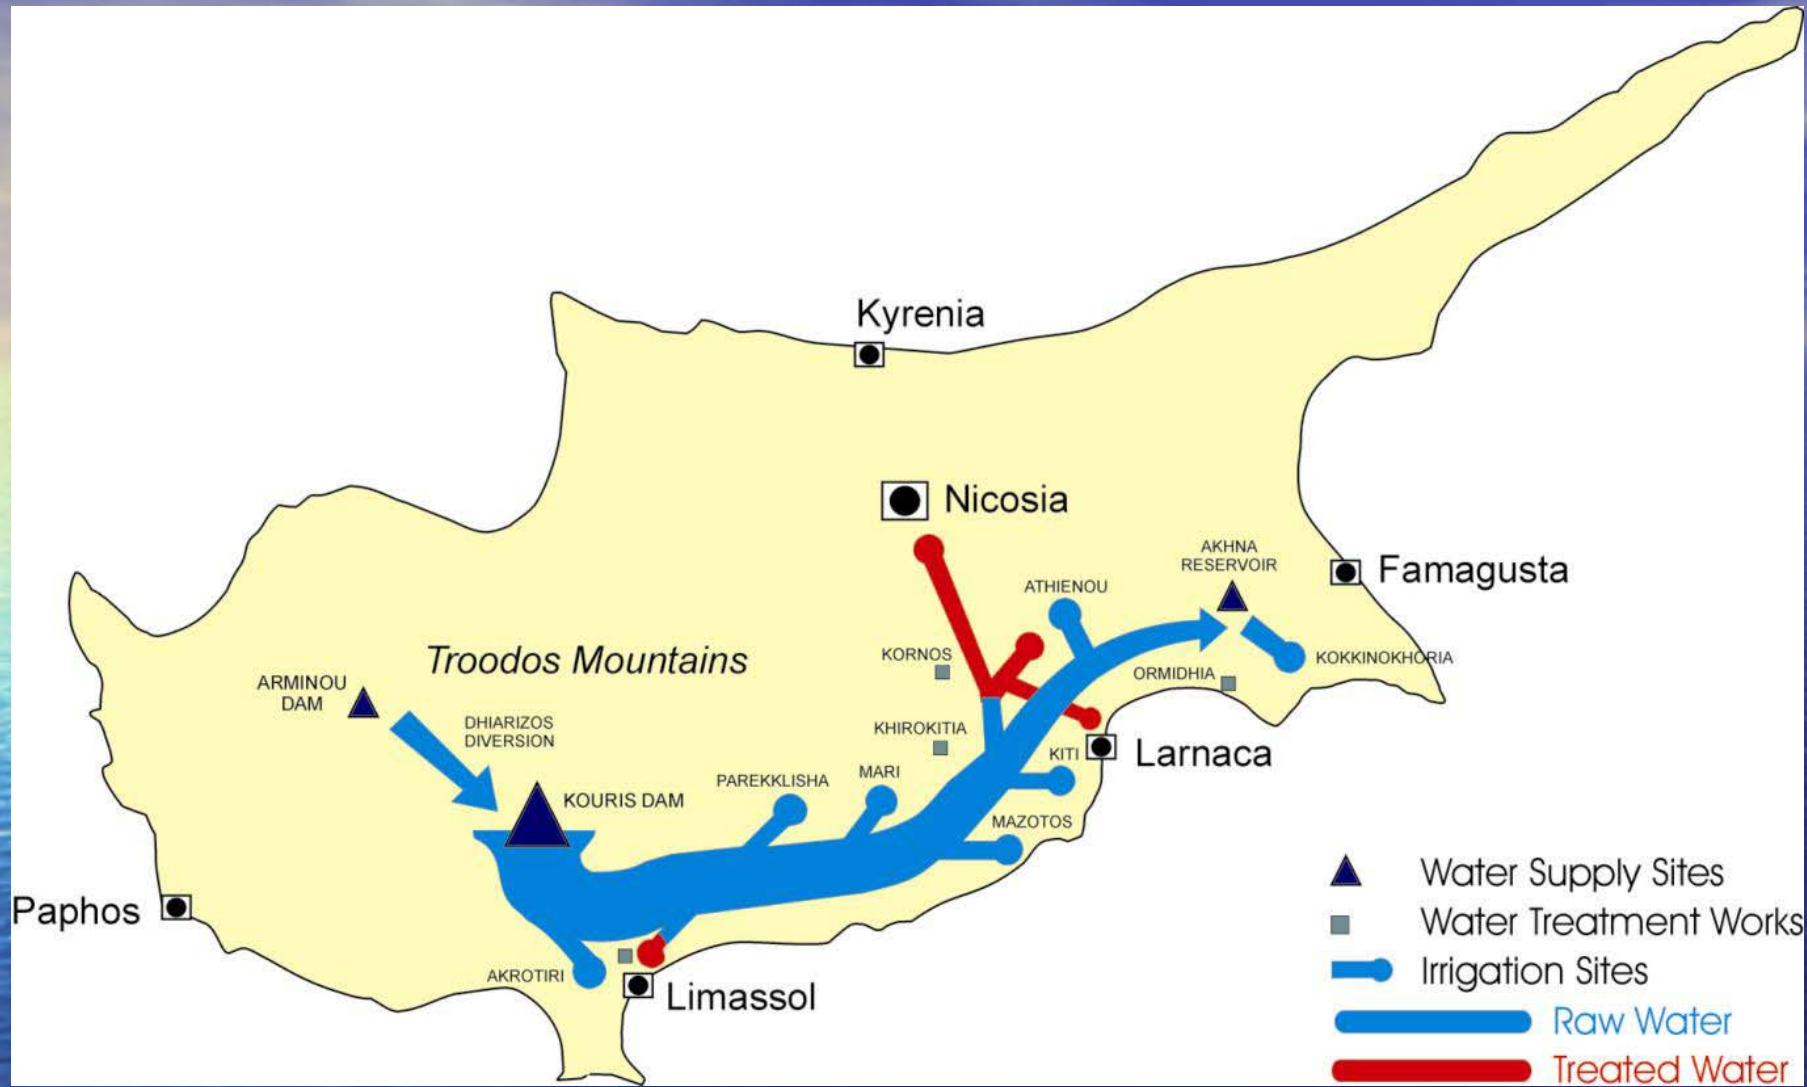 Kyrenia
Nicosia
AKHNA
RESERVOIR
Famagusta
ATHIENOU
KORNOS
KOKKINOKHORIA
Troodos Mountains
ORMIDHIA
ARMINOU
DAM
DHIARIZOS
DIVERSION
KHIROKITIA
KITI
Larnaca
PAREKKLISHA
MARI
KOURIS DAM
MAZOTOS
Paphos
AKROTIRI
Limassol
Water Supply Sites
Water Treatment Works
Irrigation Sites
Raw Water
Treated Water